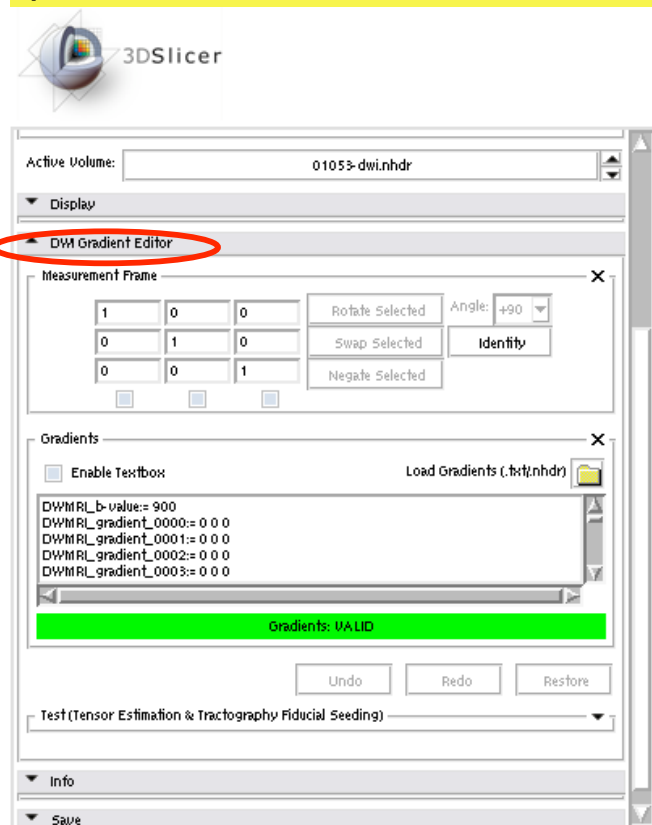 3DSlicer
Active Volume: 01053-dwi.nhdr
Display
DWI Gradient Editor
Measurement Frame
1 0 0 Rotate Selected Angle: +90
0 1 0 Swap Selected Identity
0 0 1 Negate Selected
Gradients
Enable Textbox Load Gradients (.txt/.nhdr)
DWMRI_b-value:= 900
DWMRI_gradient_0000:= 0 0 0
DWMRI_gradient_0001:= 0 0 0
DWMRI_gradient_0002:= 0 0 0
DWMRI_gradient_0003:= 0 0 0
Gradients: VALID
Undo Redo Restore
Test (Tensor Estimation & Tractography Fiducial Seeding)
Info
Save